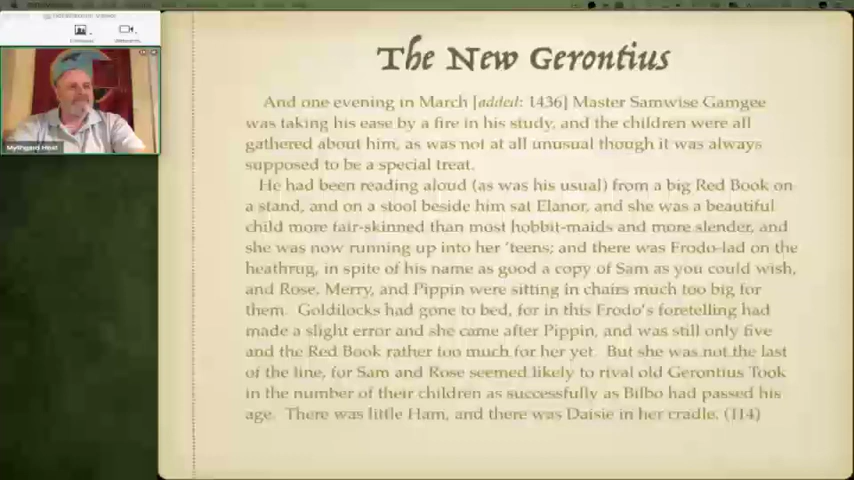 The New Gerontius
And one evening in March [added: 1436] Master Samwise Gamgee
was taking his ease by a fire in his study, and the children were all
gathered about him, as was not at all unusual though it was always
supposed to be a special treat.
He had been reading aloud (as was his usual) from a big Red Book on
a stand, and on a stool beside him sat Elanor, and she was a beautiful
child more fair-skinned than most hobbit-maids and more slender, and
she was now running up into her 'teens; and there was Frodo-lad on the
heathrug, in spite of his name as good a copy of Sam as you could wish,
and Rose, Merry, and Pippin were sitting in chairs much too big for
them. Goldilocks had gone to bed, for in this Frodo's foretelling had
made a slight error and she came after Pippin, and was still only five
and the Red Book rather too much for her yet. But she was not the last
of the line, for Sam and Rose seemed likely to rival old Gerontius Took
in the number of their children as successfully as Bilbo had passed his
age. There was little Ham, and there was Daisie in her cradle. (114)
Mythgard Host